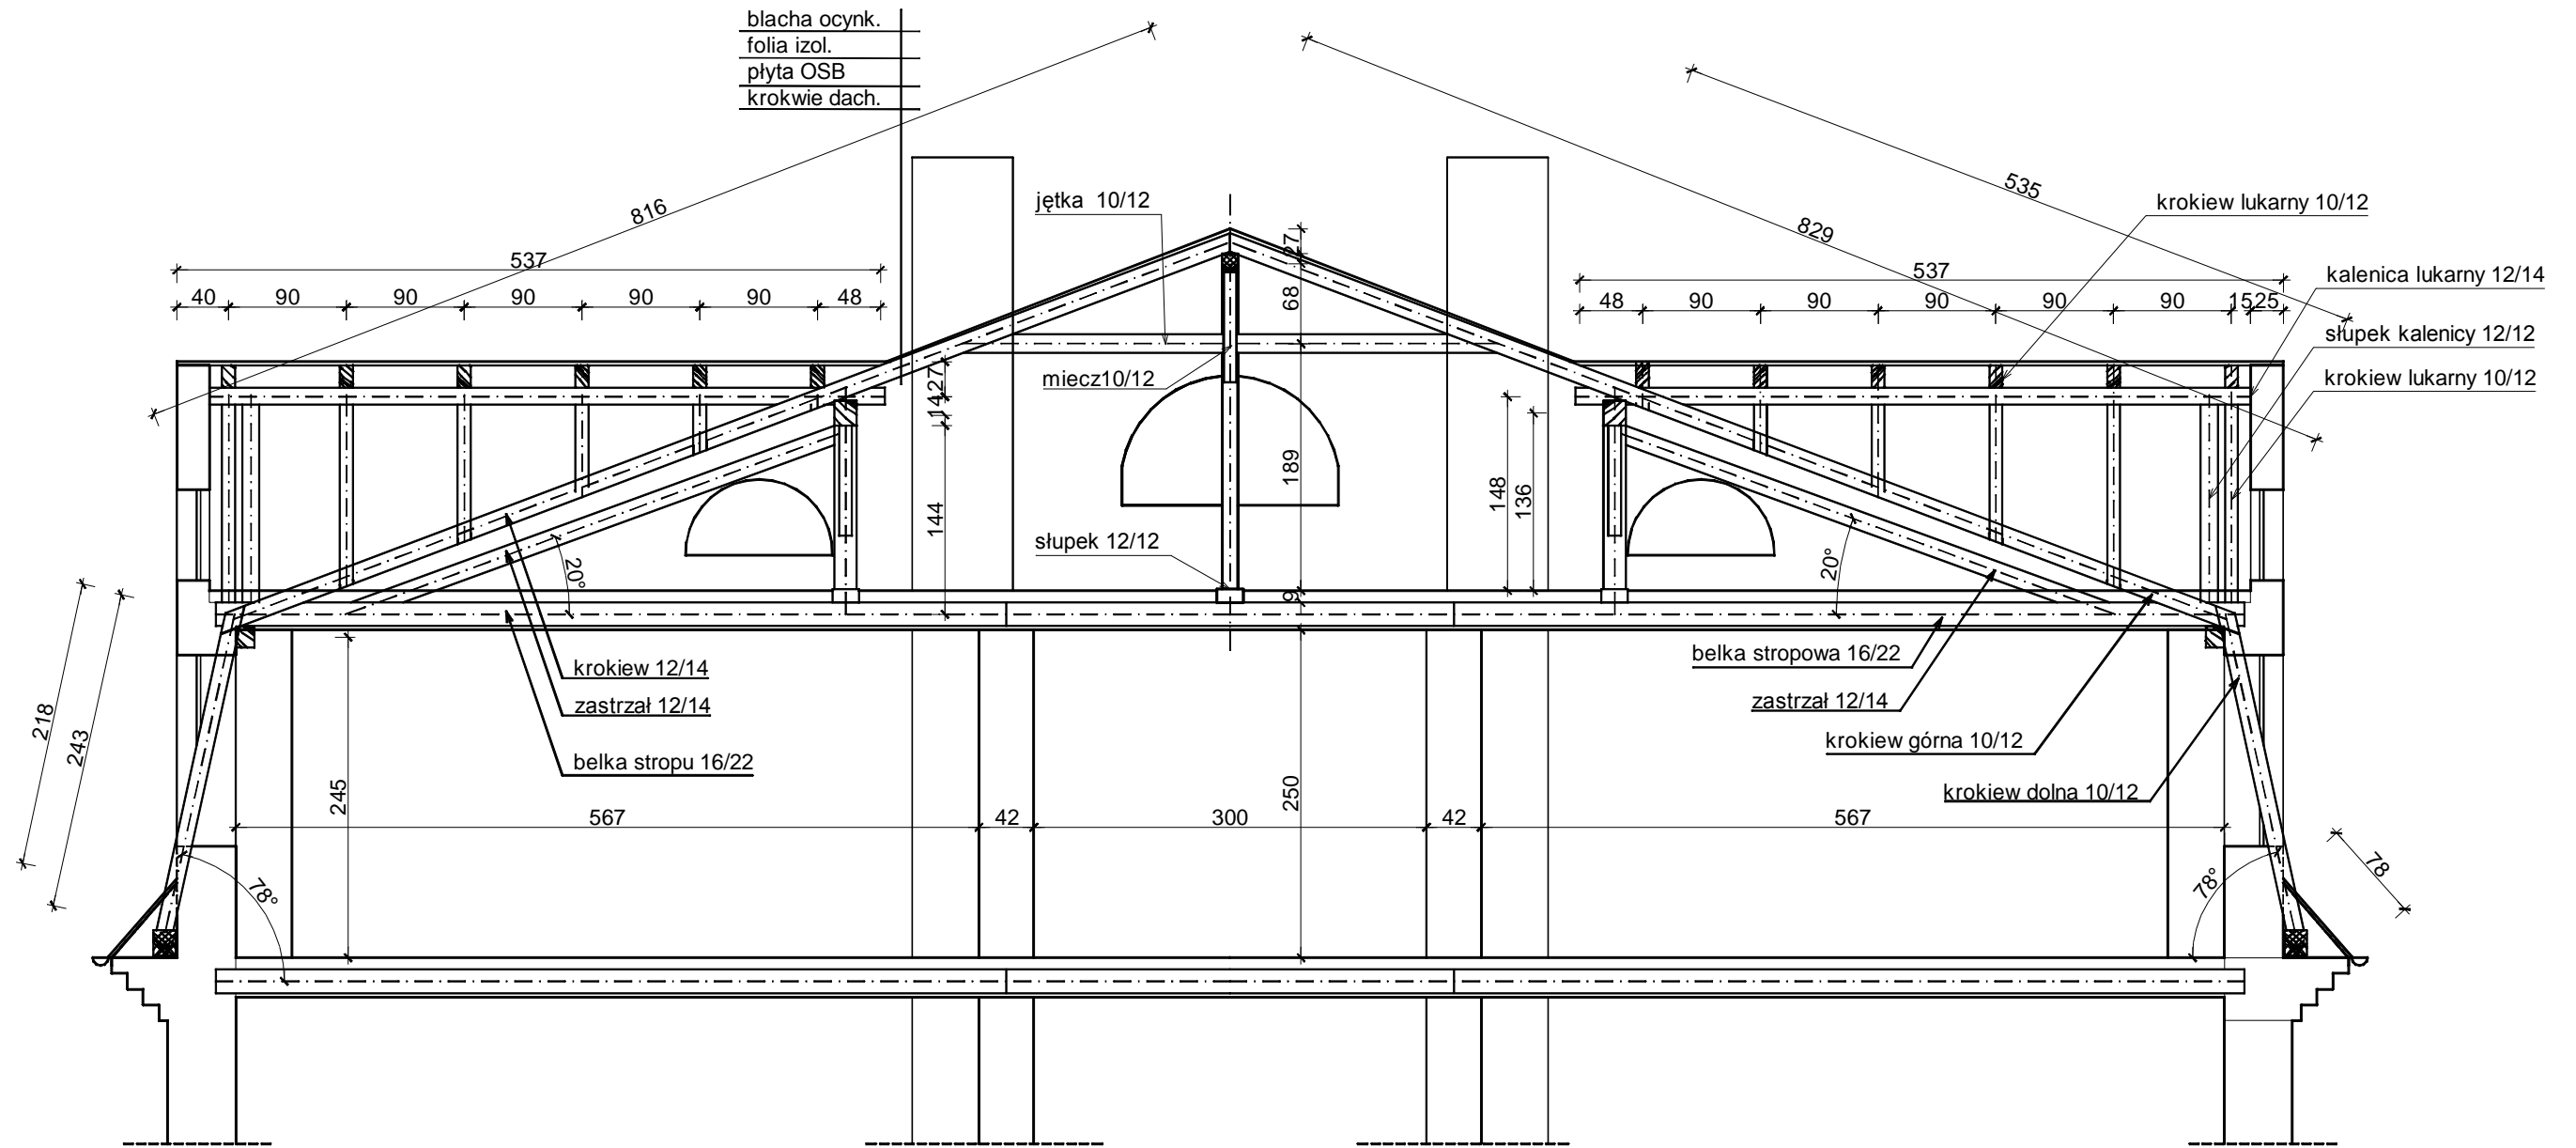 blacha ocynk.
folia izol.
płyta OSB
krokwie dach.
816
535
829
jętka 10/12
krokiew lukarny 10/12
537
27
537
kalenica lukarny 12/14
40 90 90 90 90 90 48
68
48 90 90 90 90 90 15 25
słupek kalenicy 12/12
miecz10/12
krokiew lukarny 10/12
27
14
189
148
136
144
słupek 12/12
20°
20°
9
krokiew 12/14
belka stropowa 16/22
zastrzał 12/14
zastrzał 12/14
218
243
krokiew górna 10/12
belka stropu 16/22
245
250
krokiew dolna 10/12
567 42 300 42 567
78°
78°
78